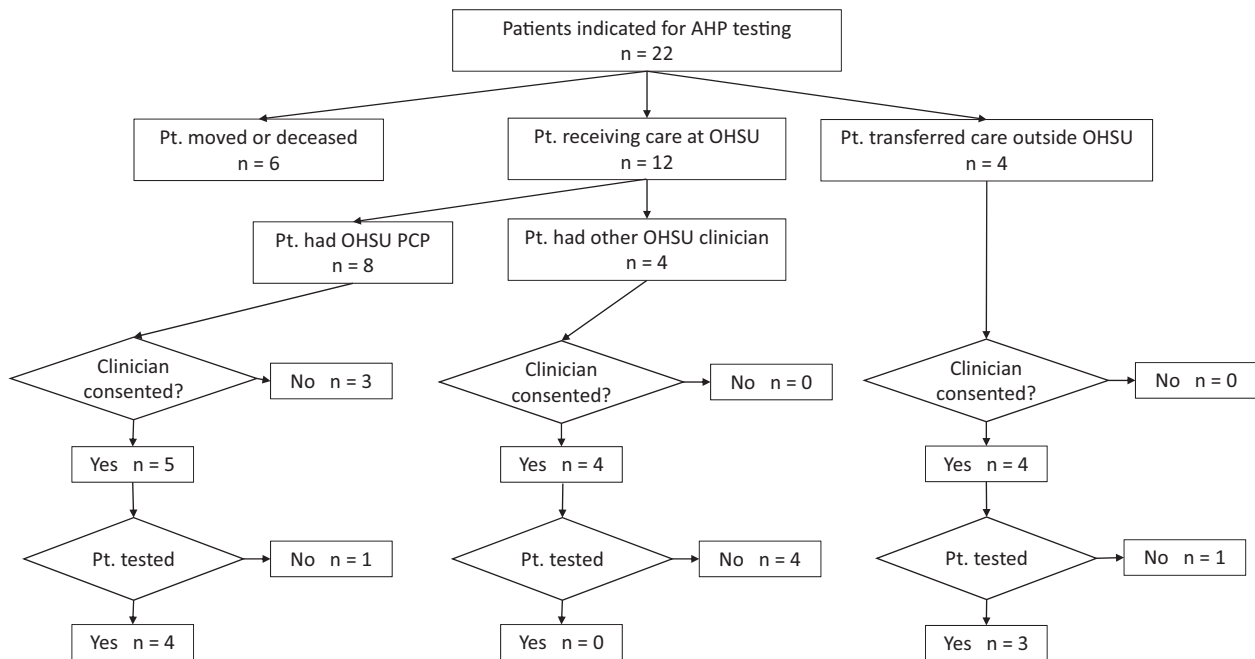 Patients indicated for AHP testing
n = 22
Pt. moved or deceased
n = 6
Pt. receiving care at OHSU
n = 12
Pt. transferred care outside OHSU
n = 4
Pt. had OHSU PCP
n = 8
Pt. had other OHSU clinician
n = 4
Clinician
consented?
No n = 3
Clinician
consented?
No n = 0
Clinician
consented?
No n = 0
Yes n = 5
Yes n = 4
Yes n = 4
Pt. tested
No n = 1
Pt. tested
No n = 4
Pt. tested
No n = 1
Yes n = 4
Yes n = 0
Yes n = 3